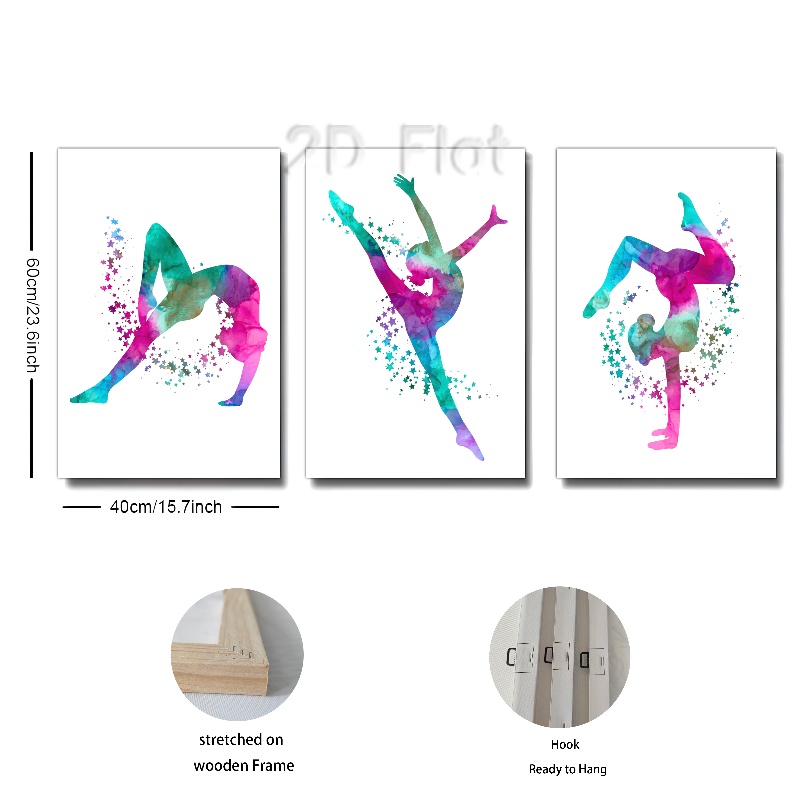 2D Flat
60cm/23.6inch
40cm/15.7inch
stretched on
wooden Frame
Hook
Ready to Hang